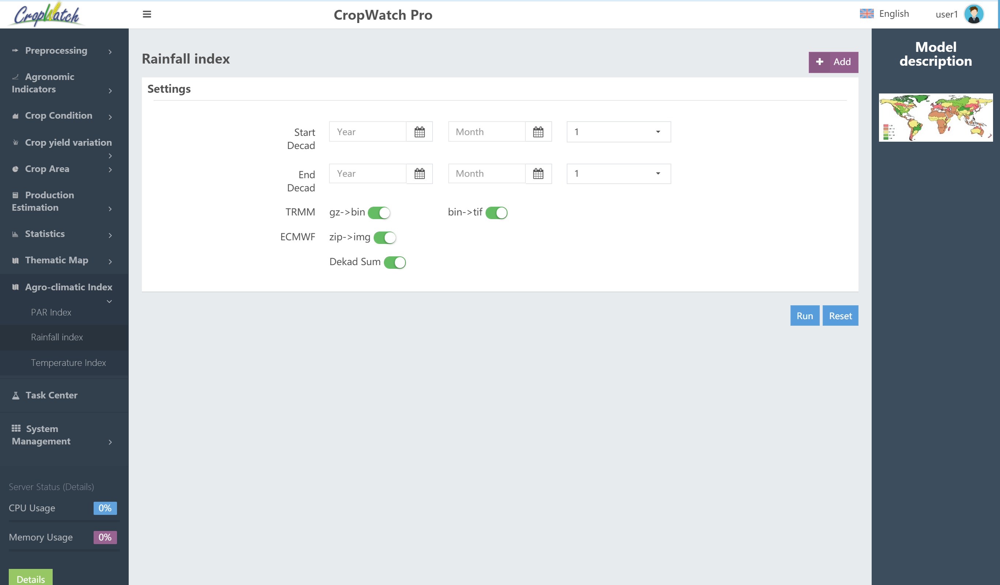 CropWatch
CropWatch Pro
English
user1
Preprocessing
Agronomic
Indicators
Crop Condition
Crop yield variation
Crop Area
Production
Estimation
Statistics
Thematic Map
Agro-climatic Index
PAR Index
Rainfall index
Temperature Index
Task Center
System
Management
Server Status (Details)
CPU Usage 0%
Memory Usage 0%
Details
Rainfall index
Add
Settings
Start
Decad
Year
Month
1
End
Decad
Year
Month
1
TRMM gz->bin bin->tif
ECMWF zip->img
Dekad Sum
Run Reset
Model
description